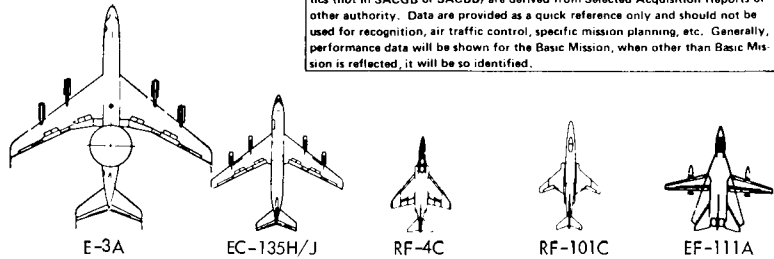 tics (not in SACGB or SACBD) are derived from Selected Acquisition Reports or
other authority. Data are provided as a quick reference only and should not be
used for recognition, air traffic control, specific mission planning, etc. Generally,
performance data will be shown for the Basic Mission, when other than Basic Mis-
sion is reflected, it will be so identified.
E-3A
EC-135H/J
RF-4C
RF-101C
EF-111A